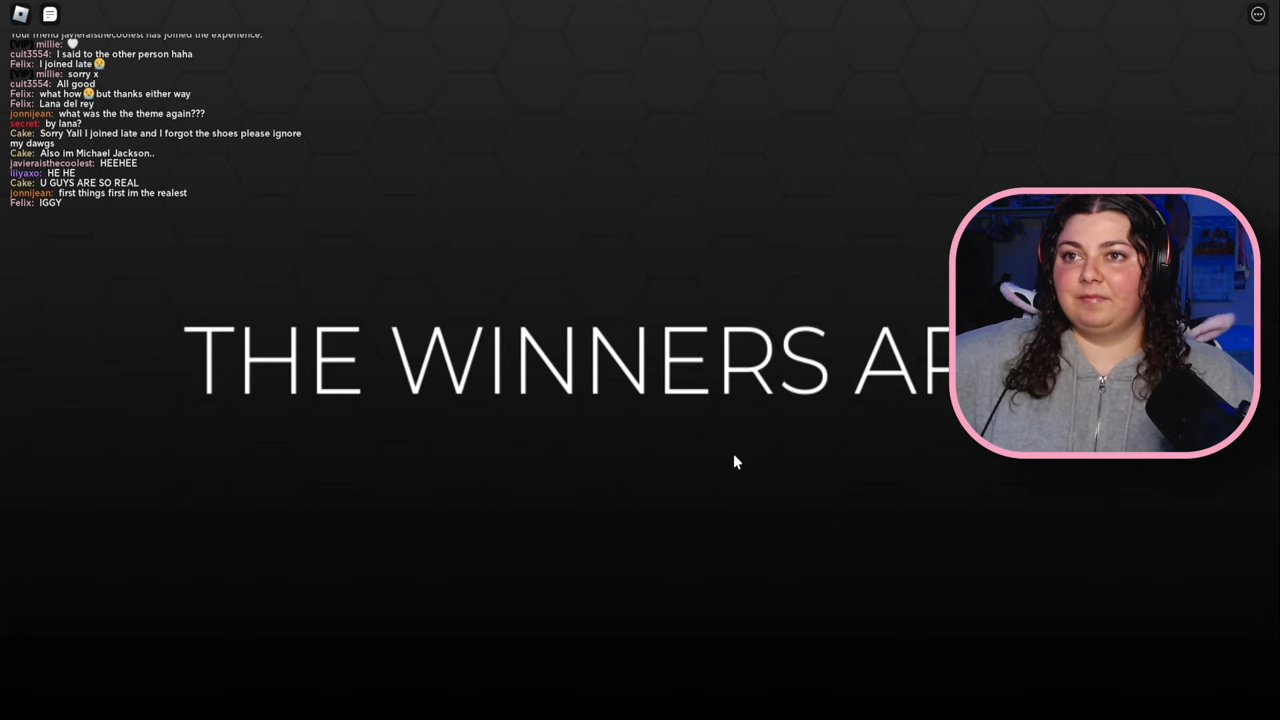 Your friend javieraisthecoolest has joined the experience.
[VIP] millie: 🤍
cuit3554: I said to the other person haha
Felix: I joined late😭
[VIP] millie: sorry x
cuit3554: All good
Felix: what how😭but thanks either way
Felix: Lana del rey
jonnijean: what was the the theme again???
secret: by lana?
Cake: Sorry Yall I joined late and I forgot the shoes please ignore
my dawgs
Cake: Also im Michael Jackson..
javieraisthecoolest: HEEHEE
liiyaxo: HE HE
Cake: U GUYS ARE SO REAL
jonnijean: first things first im the realest
Felix: IGGY
THE WINNERS AR